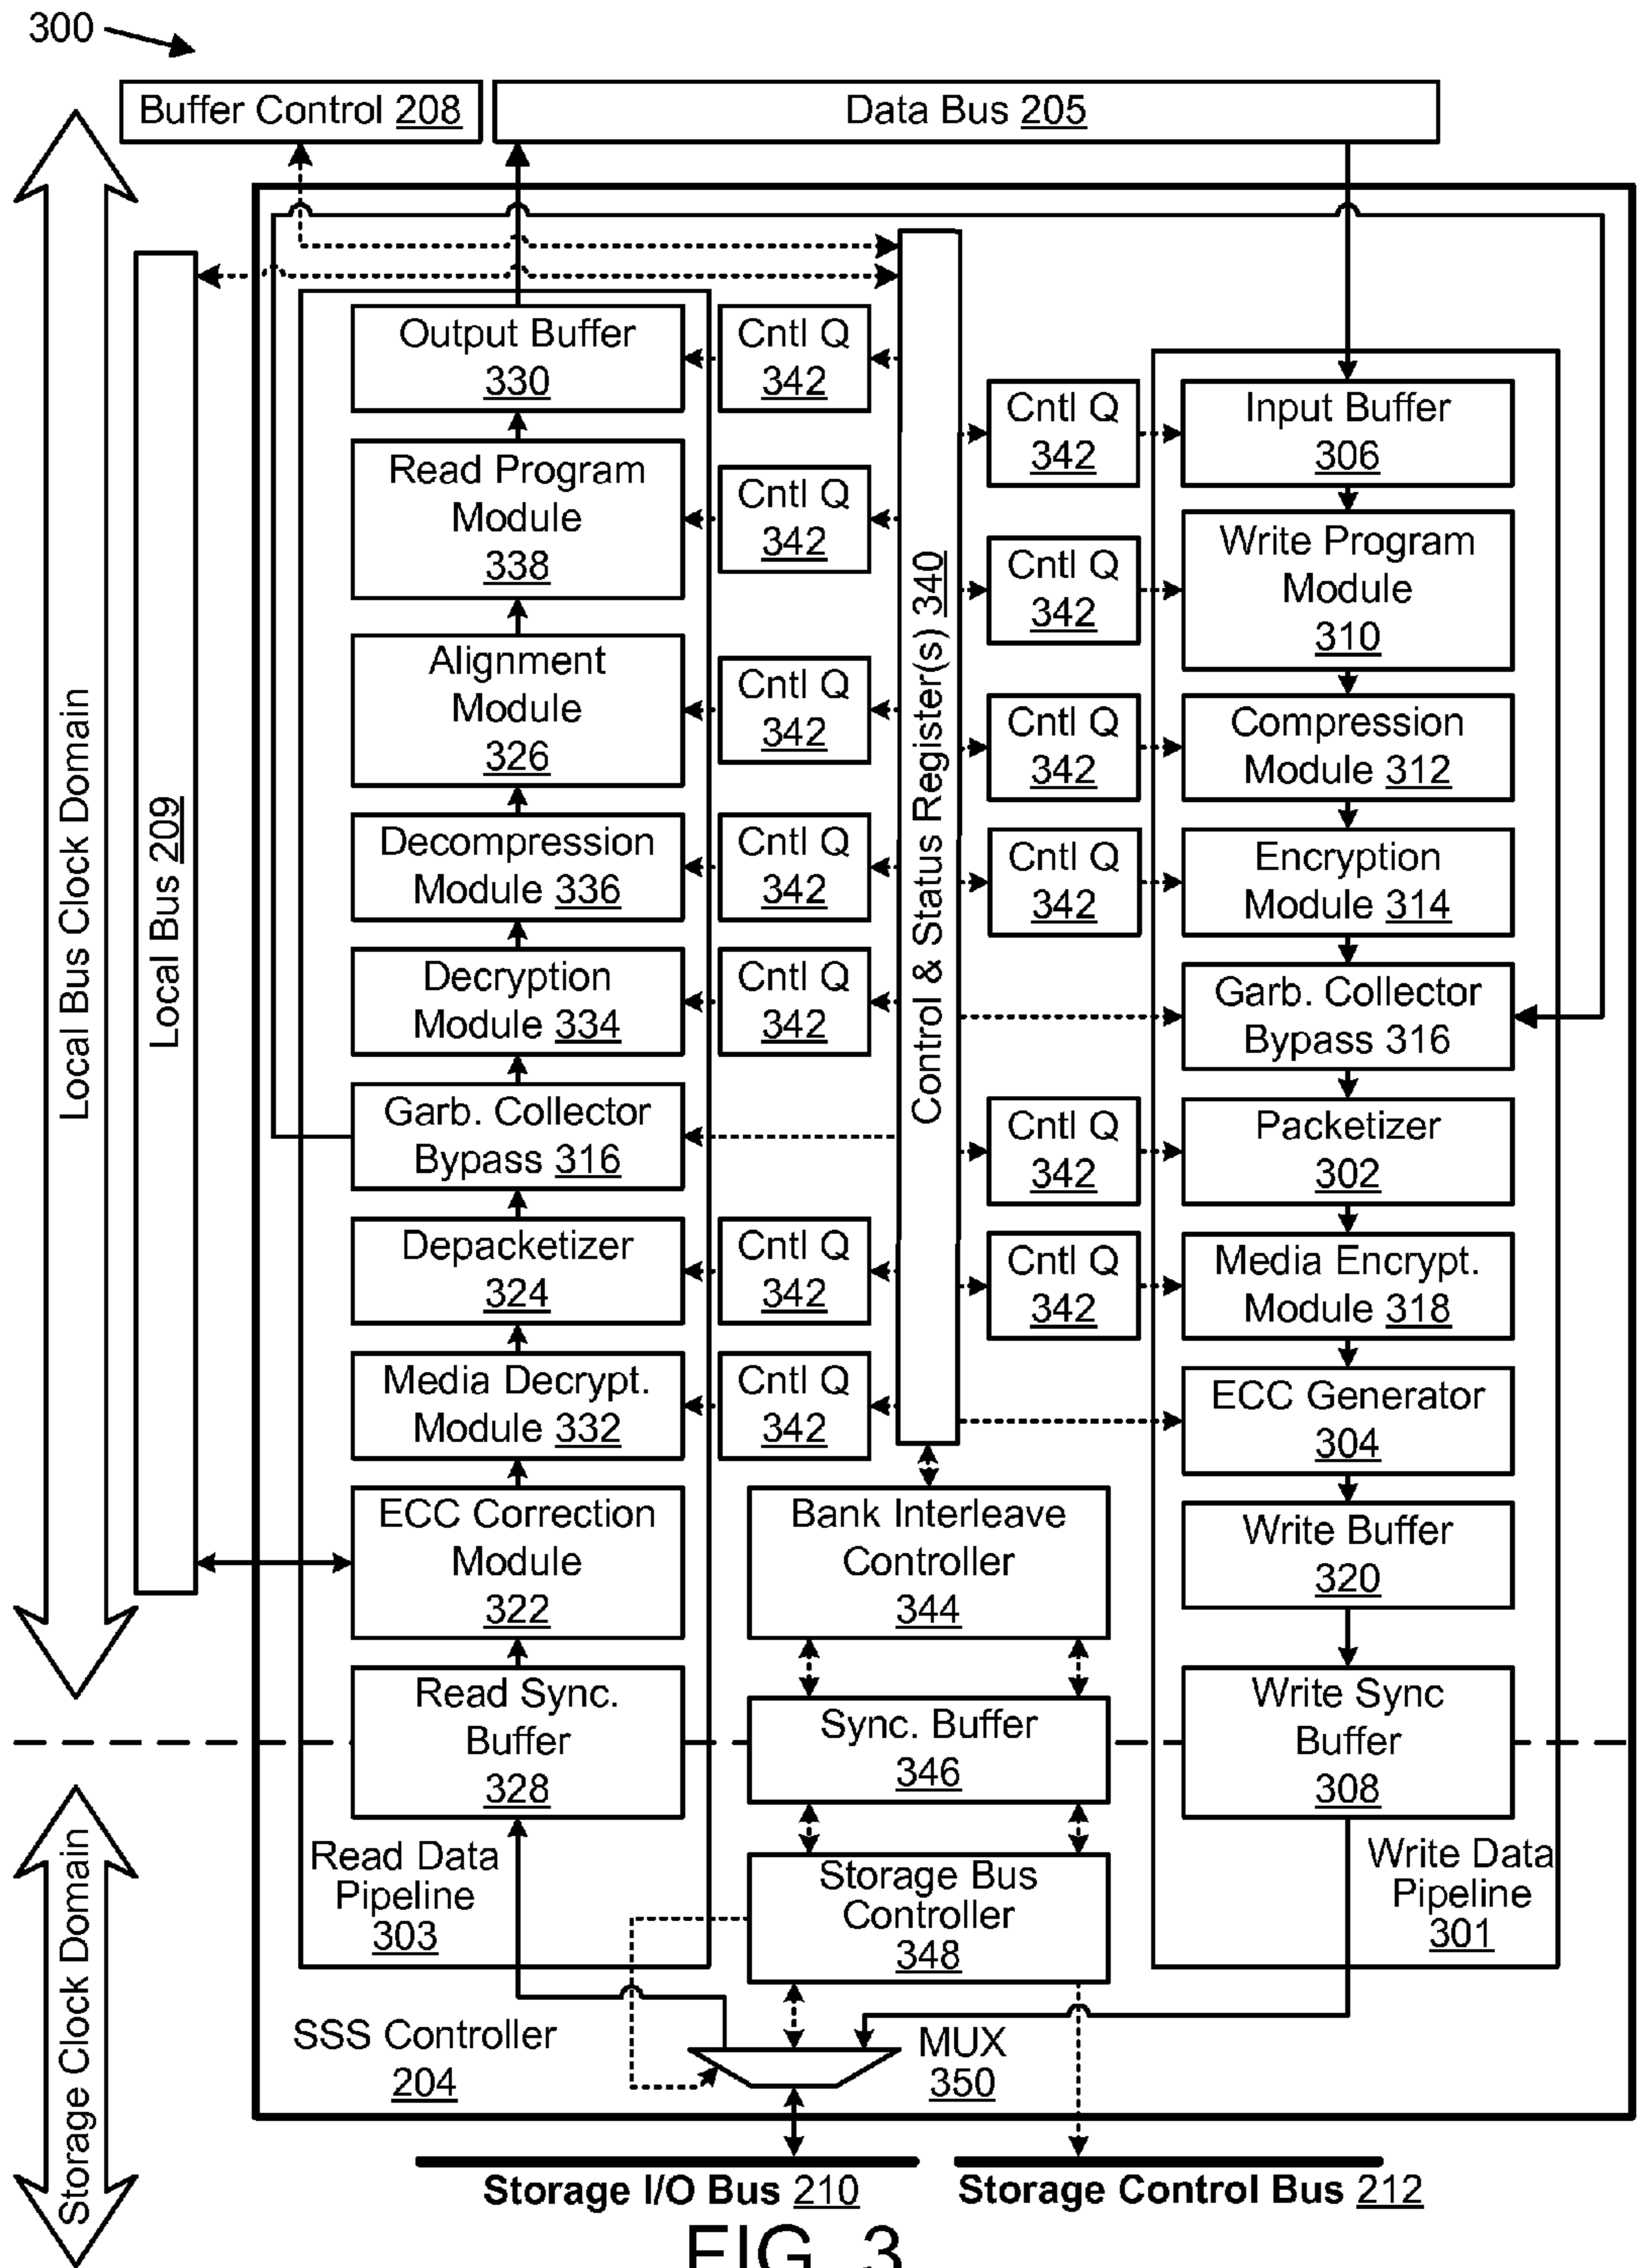 300
Buffer Control 208
Data Bus 205
Local Bus Clock Domain
Local Bus 209
Output Buffer
330
Cntl Q
342
Read Program
Module
338
Cntl Q
342
Alignment
Module
326
Cntl Q
342
Decompression
Module 336
Cntl Q
342
Decryption
Module 334
Cntl Q
342
Garb. Collector
Bypass 316
Depacketizer
324
Cntl Q
342
Media Decrypt.
Module 332
Cntl Q
342
ECC Correction
Module
322
Read Sync.
Buffer
328
Read Data
Pipeline
303
Control & Status Register(s) 340
Bank Interleave
Controller
344
Sync. Buffer
346
Storage Bus
Controller
348
Cntl Q
342
Input Buffer
306
Cntl Q
342
Write Program
Module
310
Cntl Q
342
Compression
Module 312
Cntl Q
342
Encryption
Module 314
Garb. Collector
Bypass 316
Cntl Q
342
Packetizer
302
Cntl Q
342
Media Encrypt.
Module 318
ECC Generator
304
Write Buffer
320
Write Sync
Buffer
308
Write Data
Pipeline
301
Storage Clock Domain
SSS Controller
204
MUX
350
Storage I/O Bus 210
Storage Control Bus 212
FIG. 3